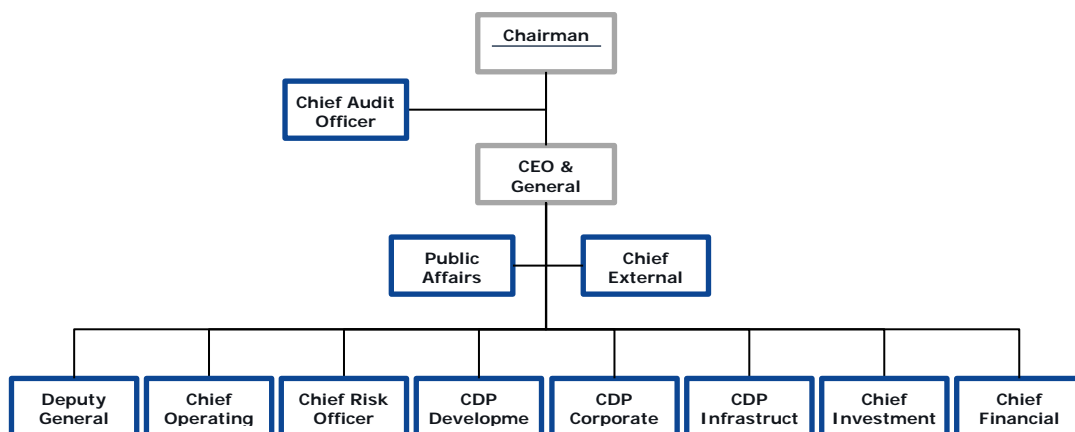 Chairman
Chief Audit
Officer
CEO &
General
Public
Affairs
Chief
External
Deputy
General
Chief
Operating
Chief Risk
Officer
CDP
Developme
CDP
Corporate
CDP
Infrastruct
Chief
Investment
Chief
Financial